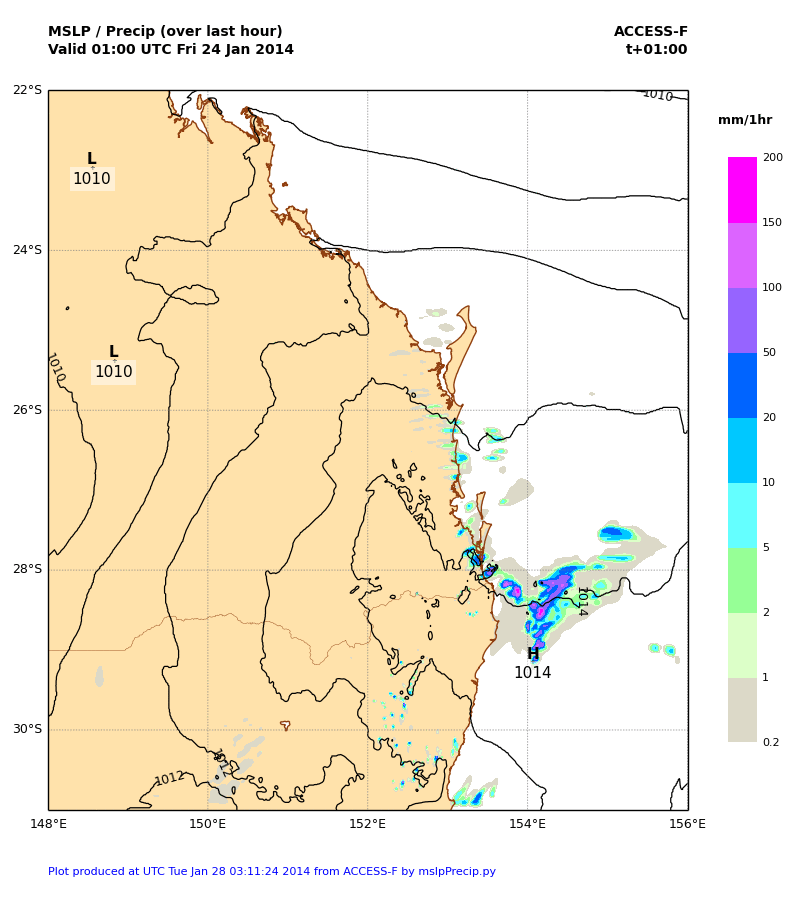 MSLP / Precip (over last hour)
Valid 01:00 UTC Fri 24 Jan 2014
ACCESS-F
t+01:00
22°S
1010
mm/1hr
200
L
1010
150
24°S
100
L
1010
1010
50
26°S
20
10
5
28°S
1014
2
H
1014
1
30°S
0.2
1012
148°E
150°E
152°E
154°E
156°E
Plot produced at UTC Tue Jan 28 03:11:24 2014 from ACCESS-F by mslpPrecip.py